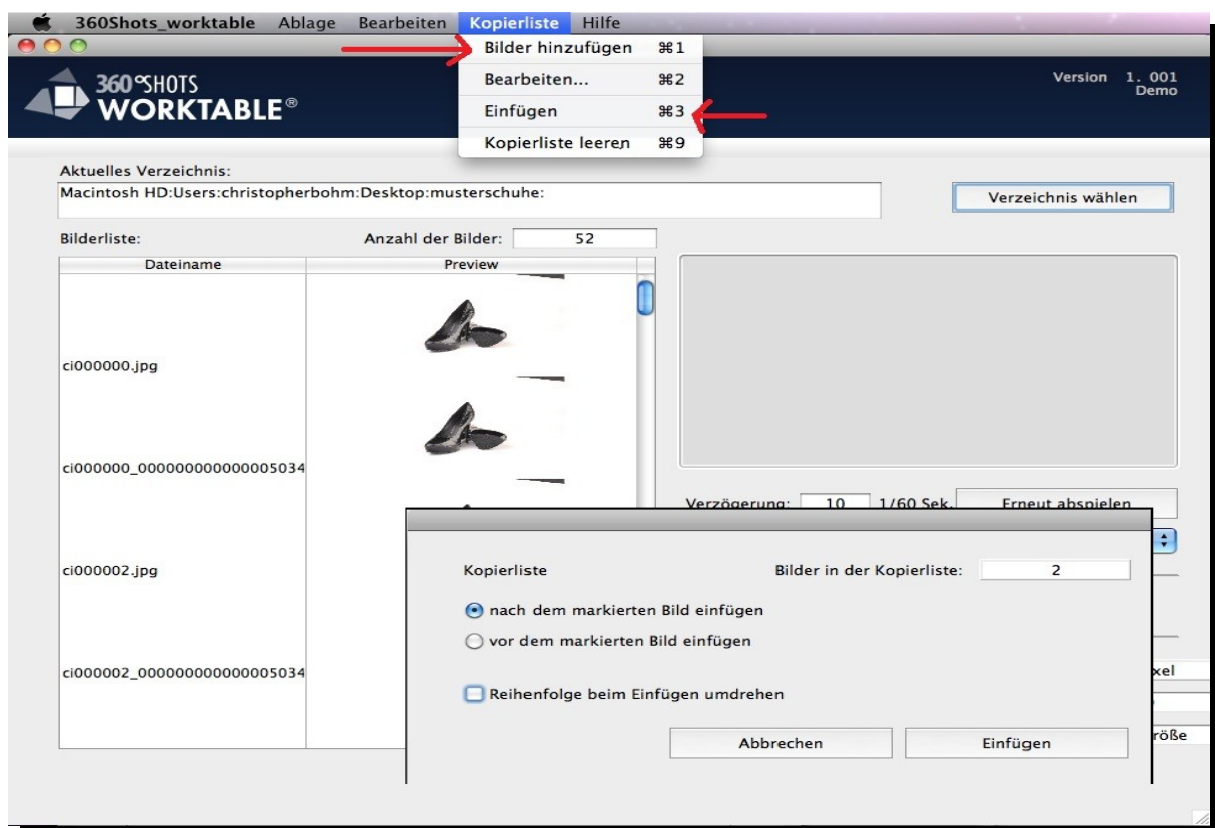 360Shots_worktable Ablage Bearbeiten Kopierliste Hilfe
Bilder hinzufügen ⌘1
Bearbeiten... ⌘2
Einfügen ⌘3
Kopierliste leeren ⌘9
360°SHOTS
WORKTABLE®
Version 1. 001
Demo
Aktuelles Verzeichnis:
Macintosh HD:Users:christopherbohm:Desktop:musterschuhe:
Verzeichnis wählen
Bilderliste: Anzahl der Bilder: 52
Dateiname Preview
ci000000.jpg
ci000000_000000000000005034
ci000002.jpg
ci000002_000000000000005034
Verzögerung: 10 1/60 Sek. Erneut abspielen
Kopierliste Bilder in der Kopierliste: 2
nach dem markierten Bild einfügen
vor dem markierten Bild einfügen
Reihenfolge beim Einfügen umdrehen
Abbrechen Einfügen
xel
röße